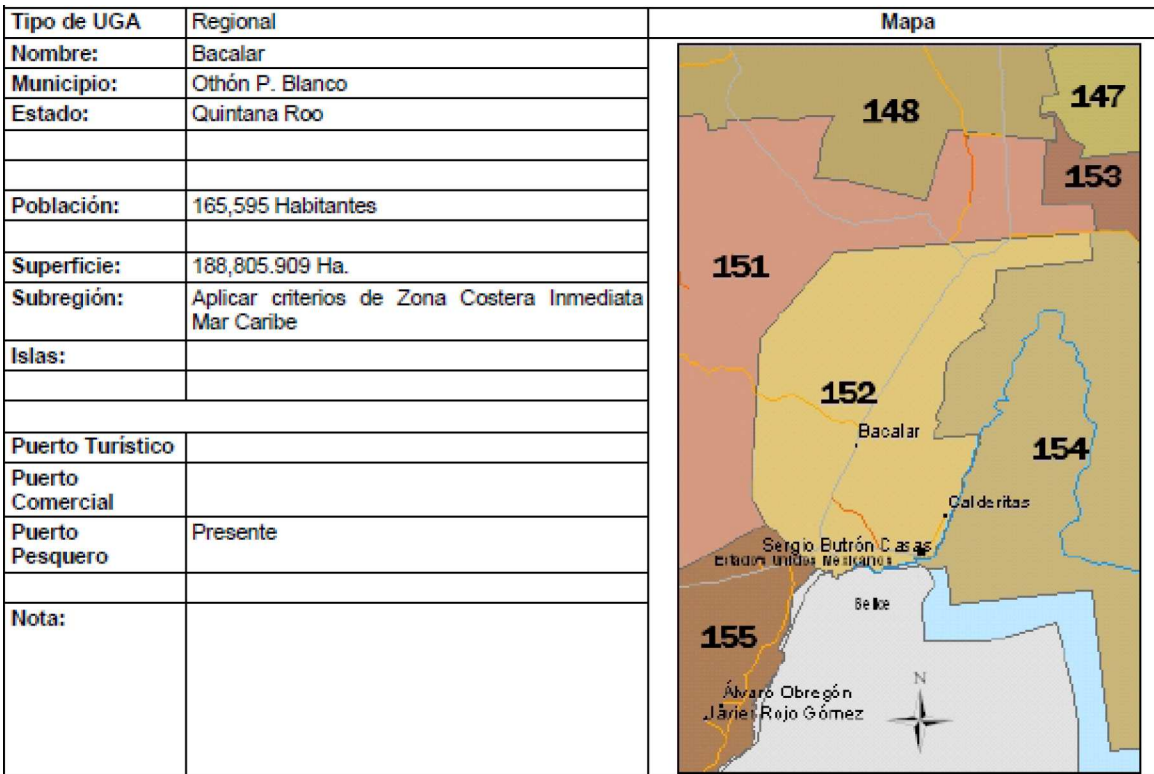 Tipo de UGA Regional Mapa
Nombre: Bacalar
Municipio: Othón P. Blanco
Estado: Quintana Roo
Población: 165,595 Habitantes
Superficie: 188,805.909 Ha.
Subregión: Aplicar criterios de Zona Costera Inmediata
Mar Caribe
Islas:
Puerto Turístico
Puerto
Comercial
Puerto Presente
Pesquero
Nota:
148
147
153
151
152
Bacalar
154
Calderitas
Sergio Butrón Casas
Estados Unidos Mexicanos
Belice
155
N
Álvaro Obregón
Javier Rojo Gómez